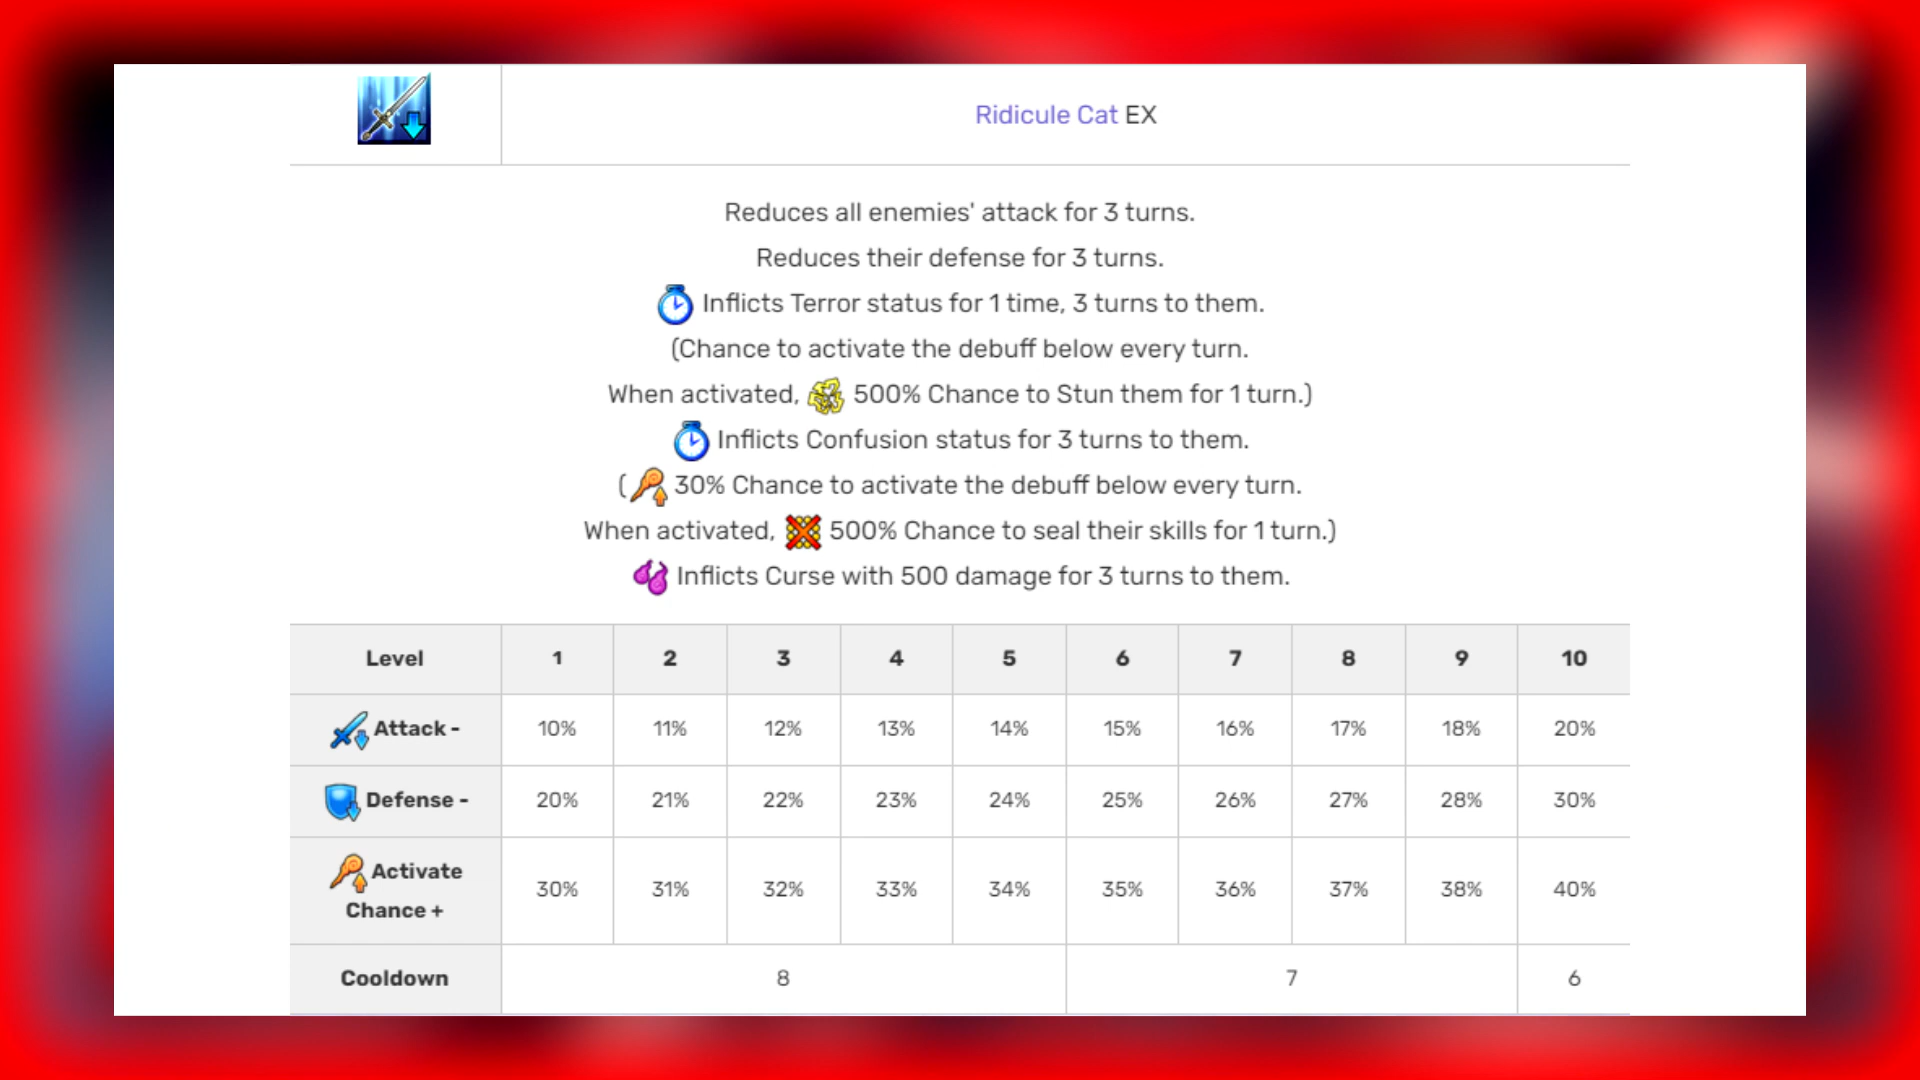 Ridicule Cat EX
Reduces all enemies' attack for 3 turns.
Reduces their defense for 3 turns.
Inflicts Terror status for 1 time, 3 turns to them.
(Chance to activate the debuff below every turn.
When activated, 500% Chance to Stun them for 1 turn.)
Inflicts Confusion status for 3 turns to them.
( 30% Chance to activate the debuff below every turn.
When activated, 500% Chance to seal their skills for 1 turn.)
Inflicts Curse with 500 damage for 3 turns to them.
Level 1 2 3 4 5 6 7 8 9 10
Attack - 10% 11% 12% 13% 14% 15% 16% 17% 18% 20%
Defense - 20% 21% 22% 23% 24% 25% 26% 27% 28% 30%
Activate
Chance + 30% 31% 32% 33% 34% 35% 36% 37% 38% 40%
Cooldown 8 7 6